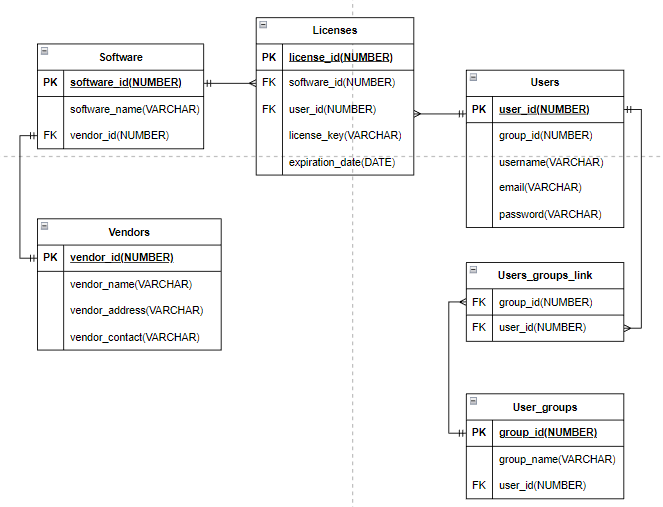 Software
PK software_id(NUMBER)
software_name(VARCHAR)
FK vendor_id(NUMBER)
Licenses
PK license_id(NUMBER)
FK software_id(NUMBER)
FK user_id(NUMBER)
license_key(VARCHAR)
expiration_date(DATE)
Users
PK user_id(NUMBER)
group_id(NUMBER)
username(VARCHAR)
email(VARCHAR)
password(VARCHAR)
Vendors
PK vendor_id(NUMBER)
vendor_name(VARCHAR)
vendor_address(VARCHAR)
vendor_contact(VARCHAR)
Users_groups_link
FK group_id(NUMBER)
FK user_id(NUMBER)
User_groups
PK group_id(NUMBER)
group_name(VARCHAR)
FK user_id(NUMBER)